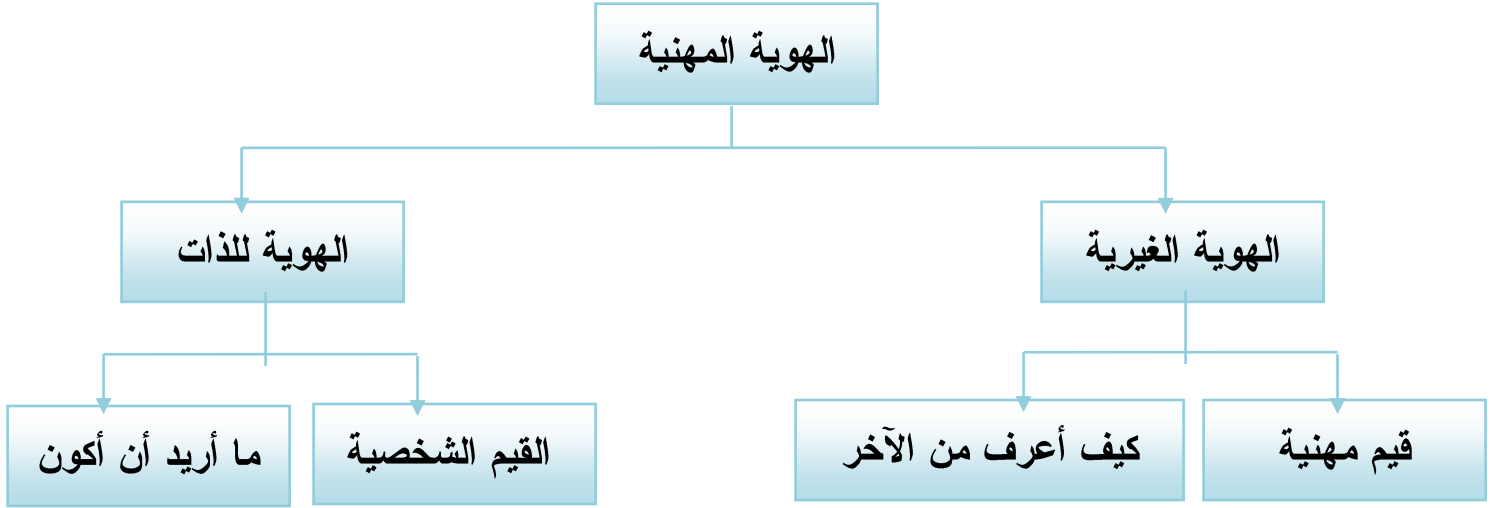 الهوية المهنية
الهوية الغيرية
الهوية للذات
قيم مهنية
كيف أعرف من الآخر
القيم الشخصية
ما أريد أن أكون